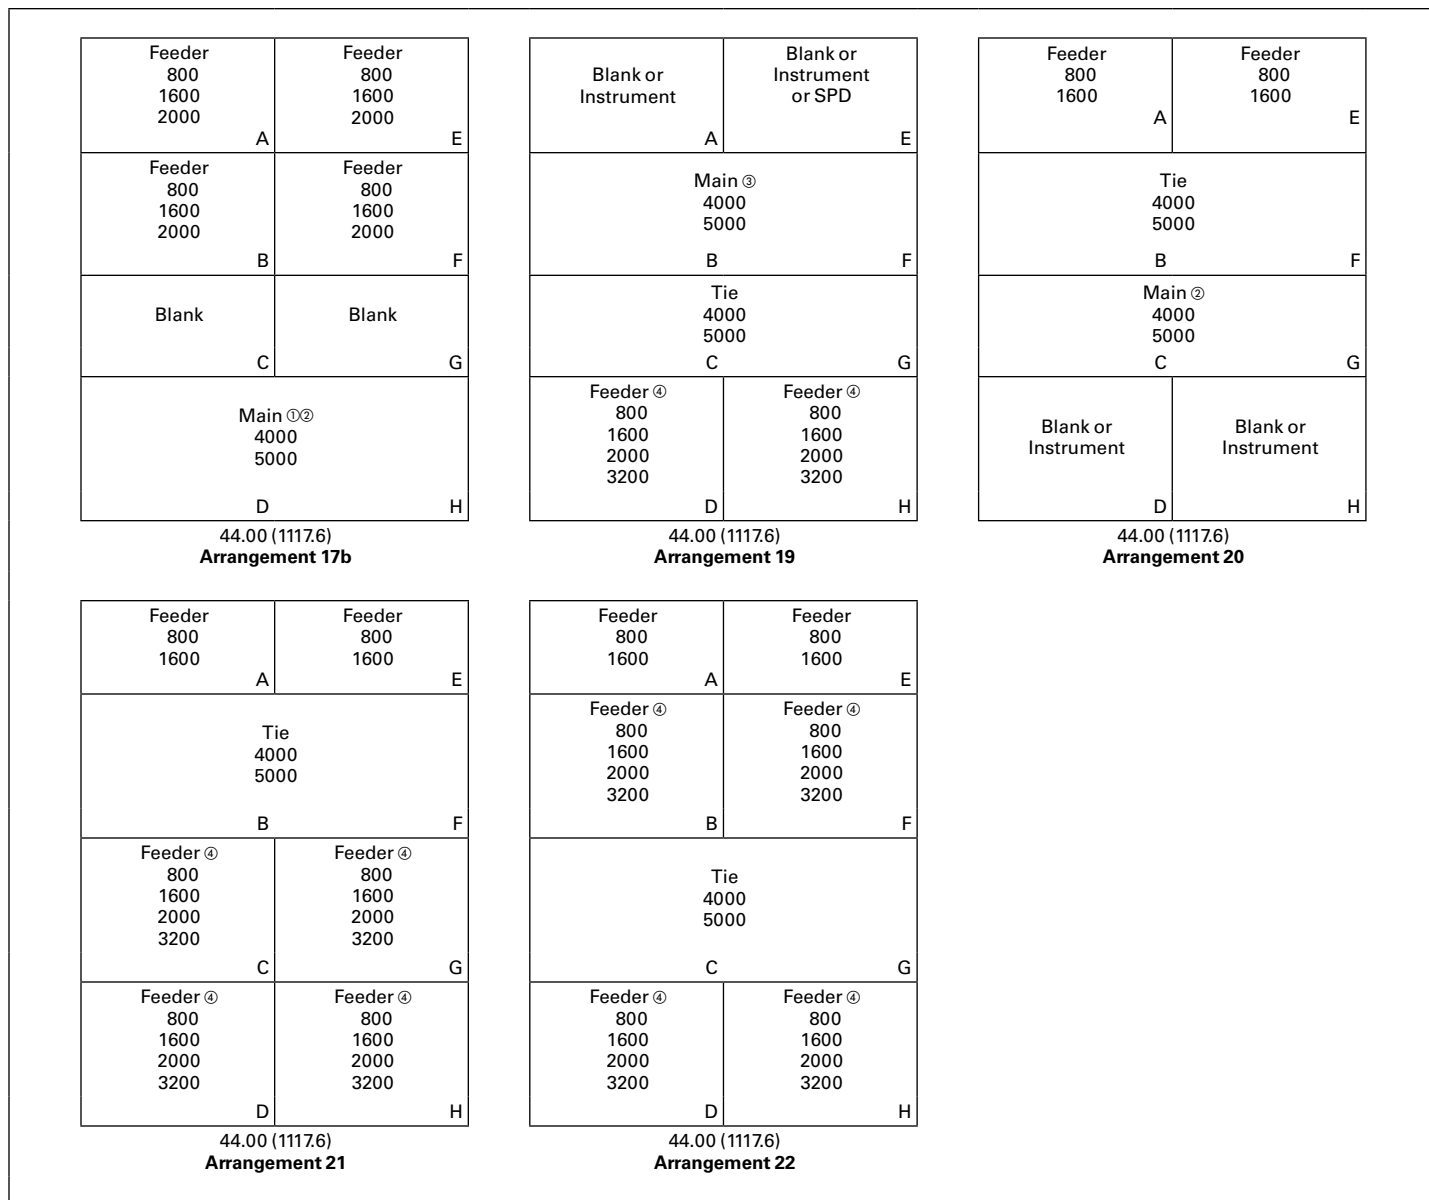 Feeder
800
1600
2000
A
Feeder
800
1600
2000
E
Feeder
800
1600
2000
B
Feeder
800
1600
2000
F
Blank
C
Blank
G
Main ①②
4000
5000
D
H
44.00 (1117.6)
Arrangement 17b
Blank or
Instrument
A
Blank or
Instrument
or SPD
E
Main ③
4000
5000
B
F
Tie
4000
5000
C
G
Feeder ④
800
1600
2000
3200
D
Feeder ④
800
1600
2000
3200
H
44.00 (1117.6)
Arrangement 19
Feeder
800
1600
A
Feeder
800
1600
E
Tie
4000
5000
B
F
Main ②
4000
5000
C
G
Blank or
Instrument
D
Blank or
Instrument
H
44.00 (1117.6)
Arrangement 20
Feeder
800
1600
A
Feeder
800
1600
E
Tie
4000
5000
B
F
Feeder ④
800
1600
2000
3200
C
Feeder ④
800
1600
2000
3200
G
Feeder ④
800
1600
2000
3200
D
Feeder ④
800
1600
2000
3200
H
44.00 (1117.6)
Arrangement 21
Feeder
800
1600
A
Feeder
800
1600
E
Feeder ④
800
1600
2000
3200
B
Feeder ④
800
1600
2000
3200
F
Tie
4000
5000
C
G
Feeder ④
800
1600
2000
3200
D
Feeder ④
800
1600
2000
3200
H
44.00 (1117.6)
Arrangement 22